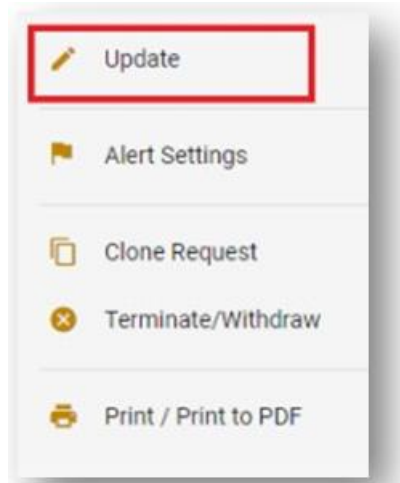 Update
Alert Settings
Clone Request
Terminate/Withdraw
Print / Print to PDF